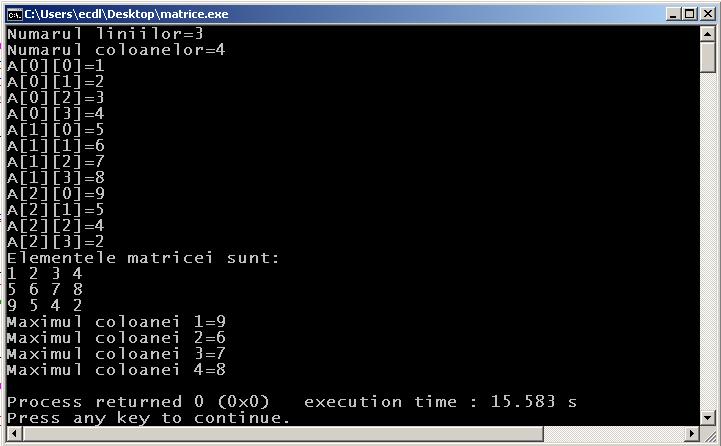 C:\Users\ecdl\Desktop\matrice.exe
Numarul liniilor=3
Numarul coloanelor=4
A[0][0]=1
A[0][1]=2
A[0][2]=3
A[0][3]=4
A[1][0]=5
A[1][1]=6
A[1][2]=7
A[1][3]=8
A[2][0]=9
A[2][1]=5
A[2][2]=4
A[2][3]=2
Elementele matricei sunt:
1 2 3 4
5 6 7 8
9 5 4 2
Maximul coloanei 1=9
Maximul coloanei 2=6
Maximul coloanei 3=7
Maximul coloanei 4=8
Process returned 0 (0x0)   execution time : 15.583 s
Press any key to continue.